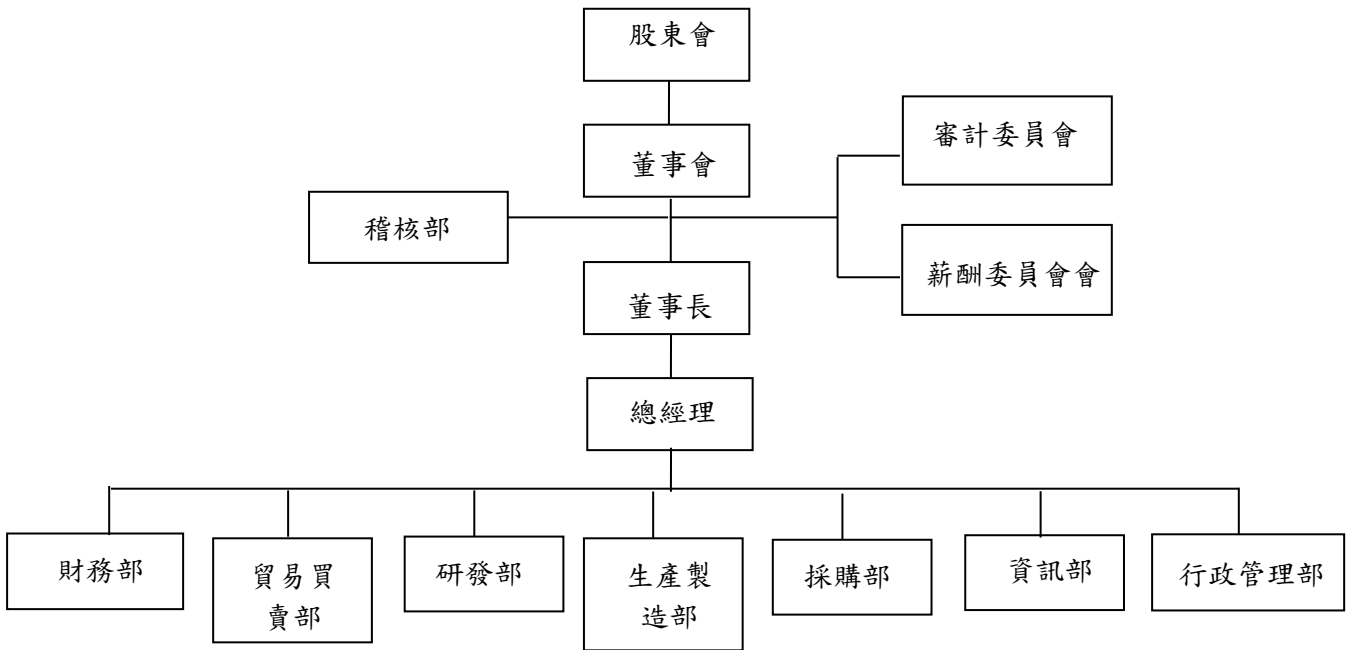 股東會
審計委員會
董事會
稽核部
薪酬委員會會
董事長
總經理
財務部
貿易買
賣部
研發部
生產製
造部
採購部
資訊部
行政管理部